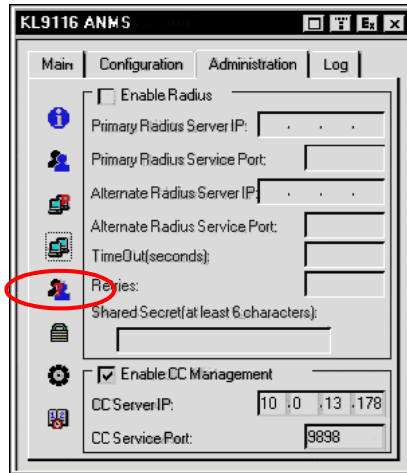 KL9116 ANMS
Main Configuration Administration Log
Enable Radius
Primary Radius Server IP: . . .
Primary Radius Service Port:
Alternate Radius Server IP: . . .
Alternate Radius Service Port:
TimeOut(seconds):
Retries:
Shared Secret(at least 6 characters):
Enable CC Management
CC Server IP: 10 .0 .13 .178
CC Service Port: 9898